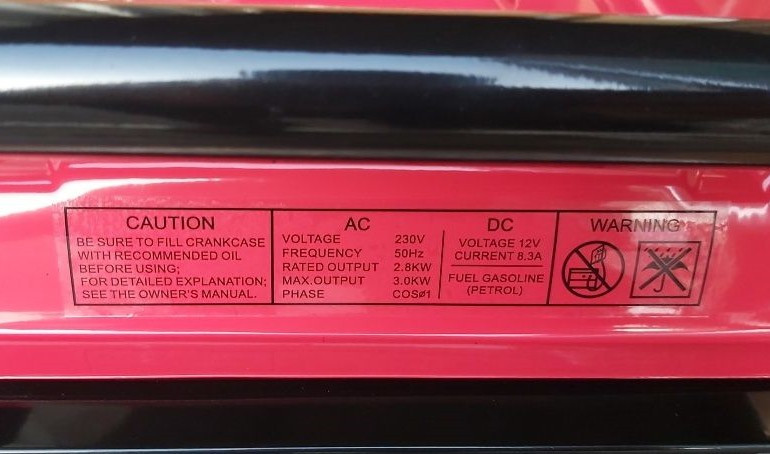 CAUTION
BE SURE TO FILL CRANKCASE
WITH RECOMMENDED OIL
BEFORE USING;
FOR DETAILED EXPLANATION;
SEE THE OWNER'S MANUAL.
AC
VOLTAGE 230V
FREQUENCY 50Hz
RATED OUTPUT 2.8KW
MAX.OUTPUT 3.0KW
PHASE COSø1
DC
VOLTAGE 12V
CURRENT 8.3A
FUEL GASOLINE
(PETROL)
WARNING